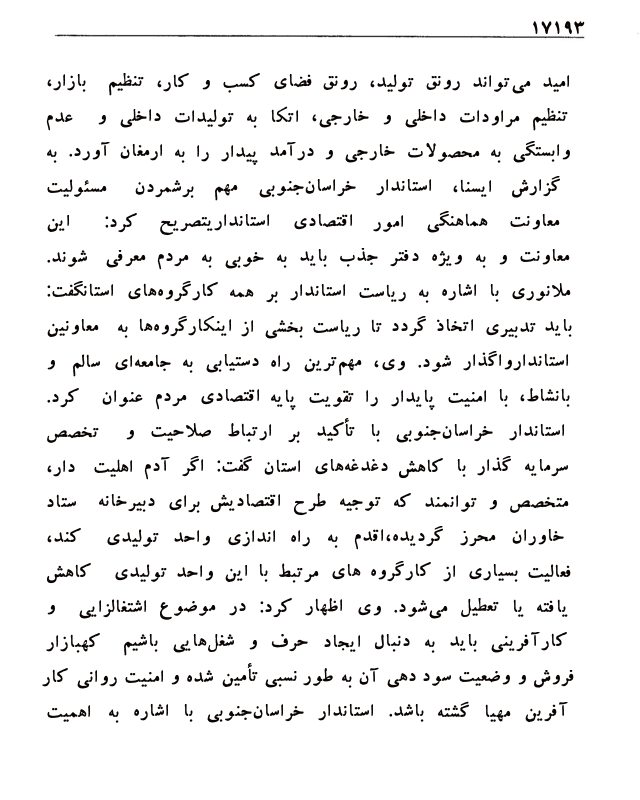 ۱۷۱۹۳
امید می‌تواند رونق تولید، رونق فضای کسب و کار، تنظیم بازار،
تنظیم مراودات داخلی و خارجی، اتکا به تولیدات داخلی و عدم
وابستگی به محصولات خارجی و درآمد پیدار را به ارمغان آورد. به
گزارش ایسنا، استاندار خراسان‌جنوبی مهم برشمردن مسئولیت
معاونت هماهنگی امور اقتصادی استانداریتصریح کرد: این
معاونت و به ویژه دفتر جذب باید به خوبی به مردم معرفی شوند.
ملانوری با اشاره به ریاست استاندار بر همه کارگروه‌های استانگفت:
باید تدبیری اتخاذ گردد تا ریاست بخشی از اینکارگروه‌ها به معاونین
استاندارواگذار شود. وی، مهم‌ترین راه دستیابی به جامعه‌ای سالم و
بانشاط، با امنیت پایدار را تقویت پایه اقتصادی مردم عنوان کرد.
استاندار خراسان‌جنوبی با تأکید بر ارتباط صلاحیت و تخصص
سرمایه گذار با کاهش دغدغه‌های استان گفت: اگر آدم اهلیت دار،
متخصص و توانمند که توجیه طرح اقتصادیش برای دبیرخانه ستاد
خاوران محرز گردیده،اقدم به راه اندازی واحد تولیدی کند،
فعالیت بسیاری از کارگروه های مرتبط با این واحد تولیدی کاهش
یافته یا تعطیل می‌شود. وی اظهار کرد: در موضوع اشتغالزایی و
کارآفرینی باید به دنبال ایجاد حرف و شغل‌هایی باشیم کهبازار
فروش و وضعیت سود دهی آن به طور نسبی تأمین شده و امنیت روانی کار
آفرین مهیا گشته باشد. استاندار خراسان‌جنوبی با اشاره به اهمیت